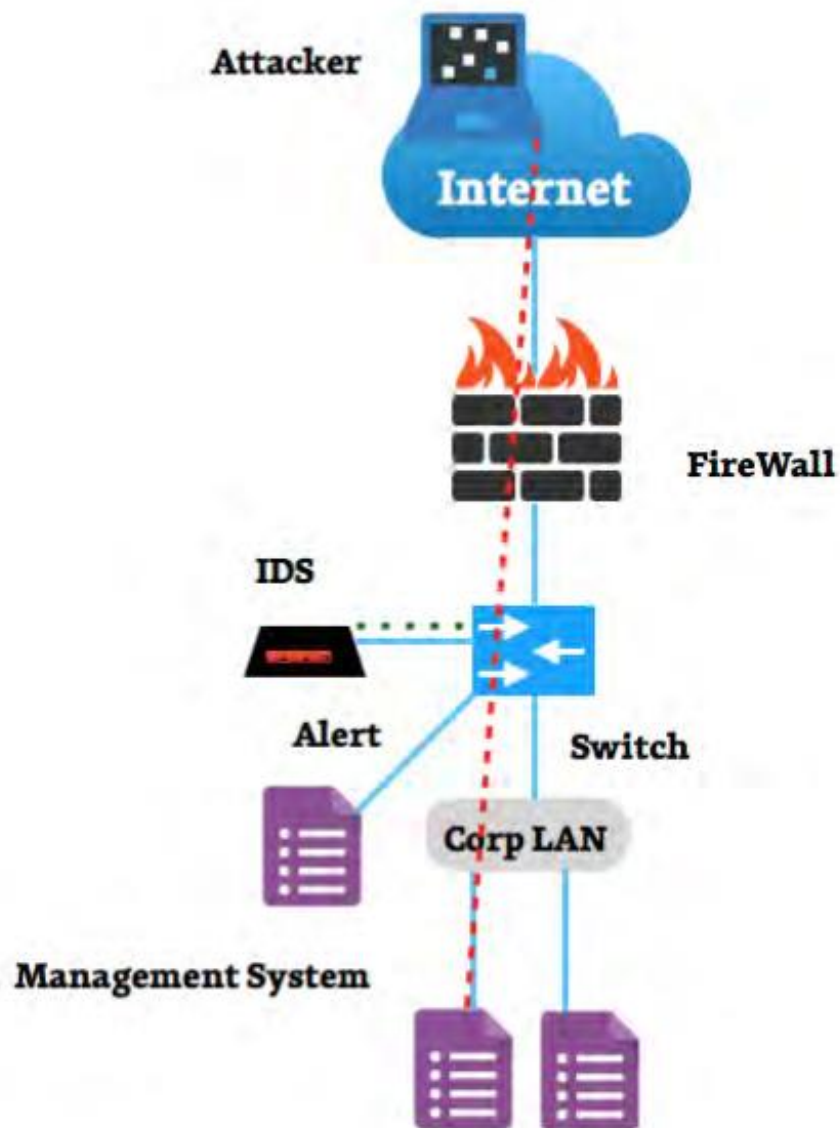 Attacker
Internet
FireWall
IDS
Alert
Switch
Corp LAN
Management System